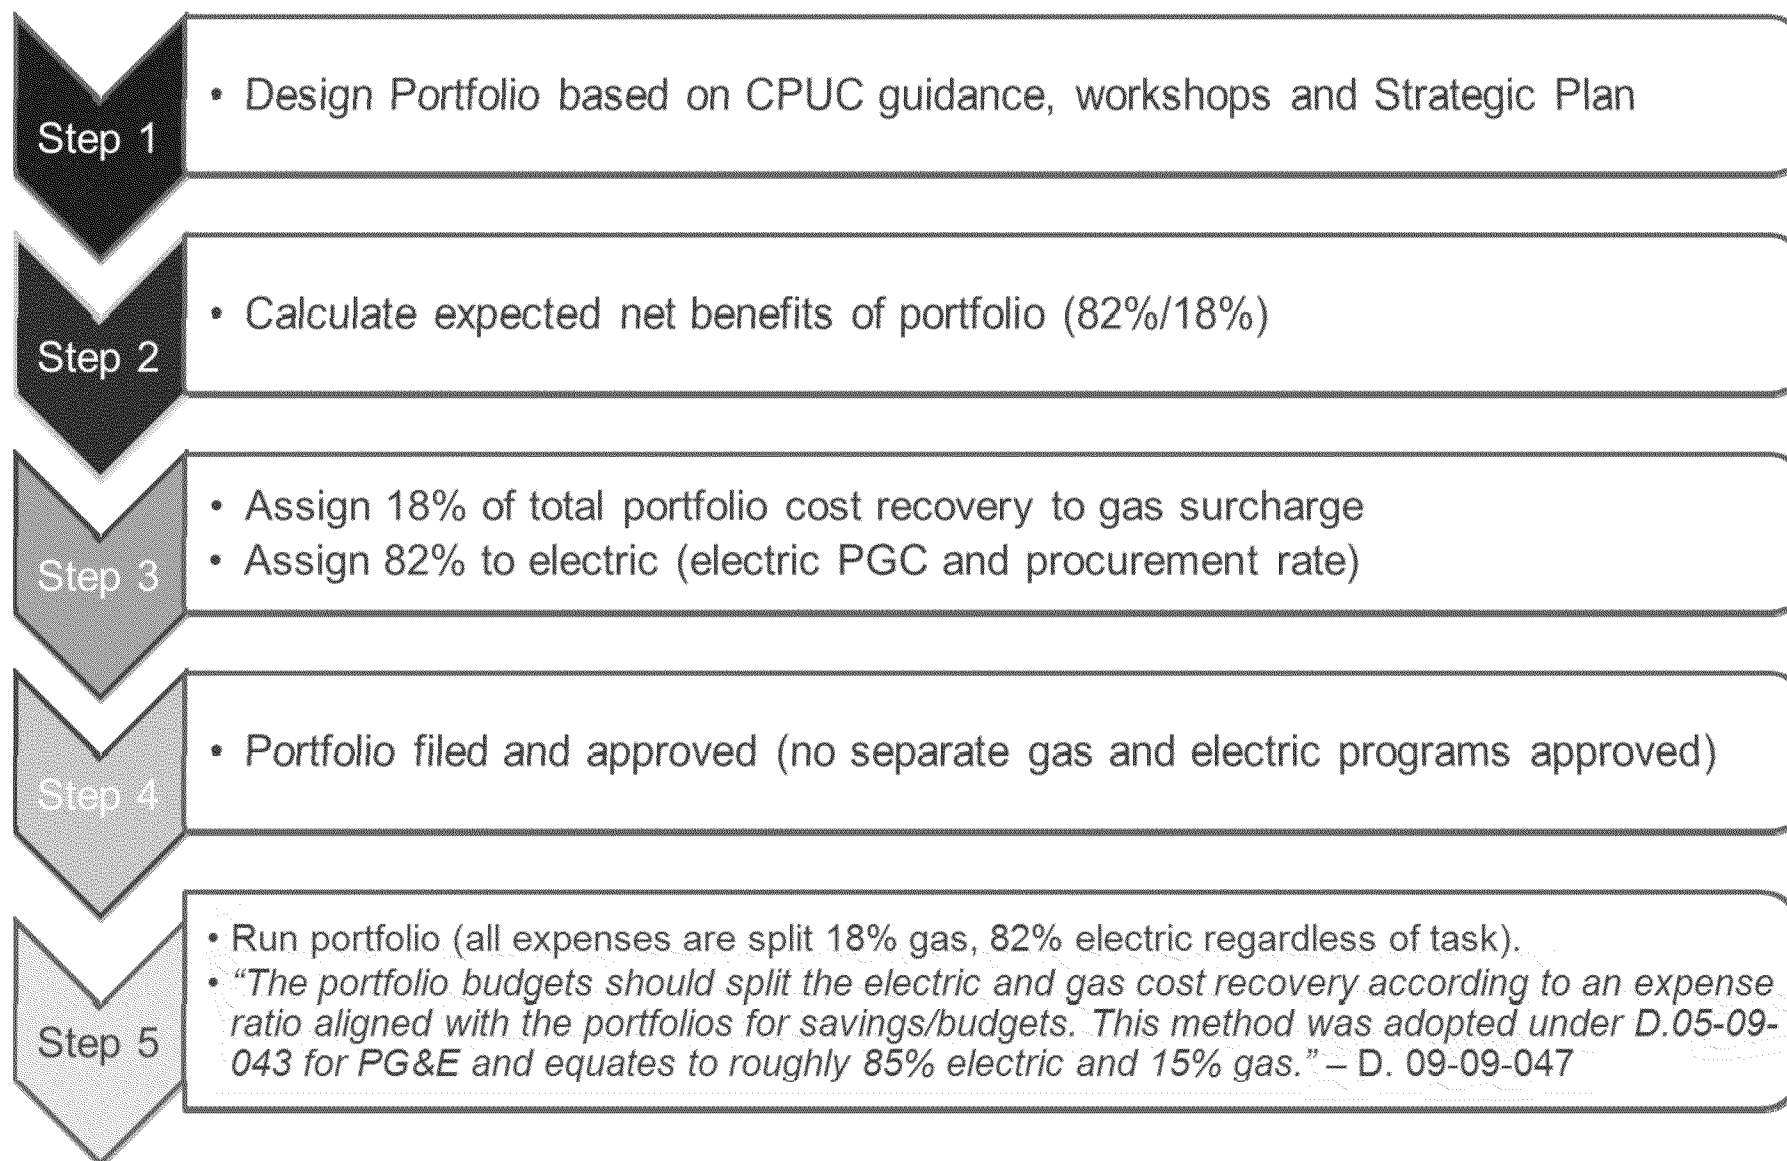 Step 1
• Design Portfolio based on CPUC guidance, workshops and Strategic Plan
Step 2
• Calculate expected net benefits of portfolio (82%/18%)
Step 3
• Assign 18% of total portfolio cost recovery to gas surcharge
• Assign 82% to electric (electric PGC and procurement rate)
Step 4
• Portfolio filed and approved (no separate gas and electric programs approved)
Step 5
• Run portfolio (all expenses are split 18% gas, 82% electric regardless of task).
• “The portfolio budgets should split the electric and gas cost recovery according to an expense
ratio aligned with the portfolios for savings/budgets. This method was adopted under D.05-09-
043 for PG&E and equates to roughly 85% electric and 15% gas.” – D. 09-09-047